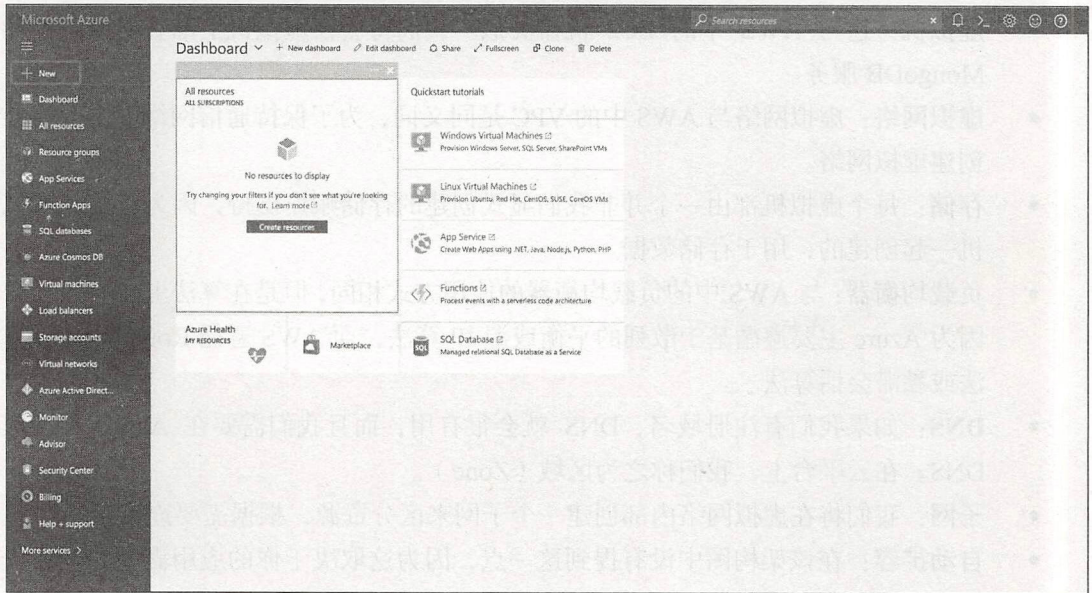 Microsoft Azure
Search resources
New
Dashboard
All resources
Resource groups
App Services
Function Apps
SQL databases
Azure Cosmos DB
Virtual machines
Load balancers
Storage accounts
Virtual networks
Azure Active Direct...
Monitor
Advisor
Security Center
Billing
Help + support
More services >
Dashboard
+ New dashboard
Edit dashboard
Share
Fullscreen
Clone
Delete
All resources
ALL SUBSCRIPTIONS
No resources to display
Try changing your filters if you don't see what you're looking
for. Learn more
Create resources
Quickstart tutorials
Windows Virtual Machines
Provision Windows Server, SQL Server, SharePoint VMs
Linux Virtual Machines
Provision Ubuntu, Red Hat, CentOS, SUSE, CoreOS VMs
App Service
Create Web Apps using .NET, Java, Node.js, Python, PHP
Functions
Process events with a serverless code architecture
SQL Database
Managed relational SQL Database as a Service
Azure Health
MY RESOURCES
Marketplace
SQL